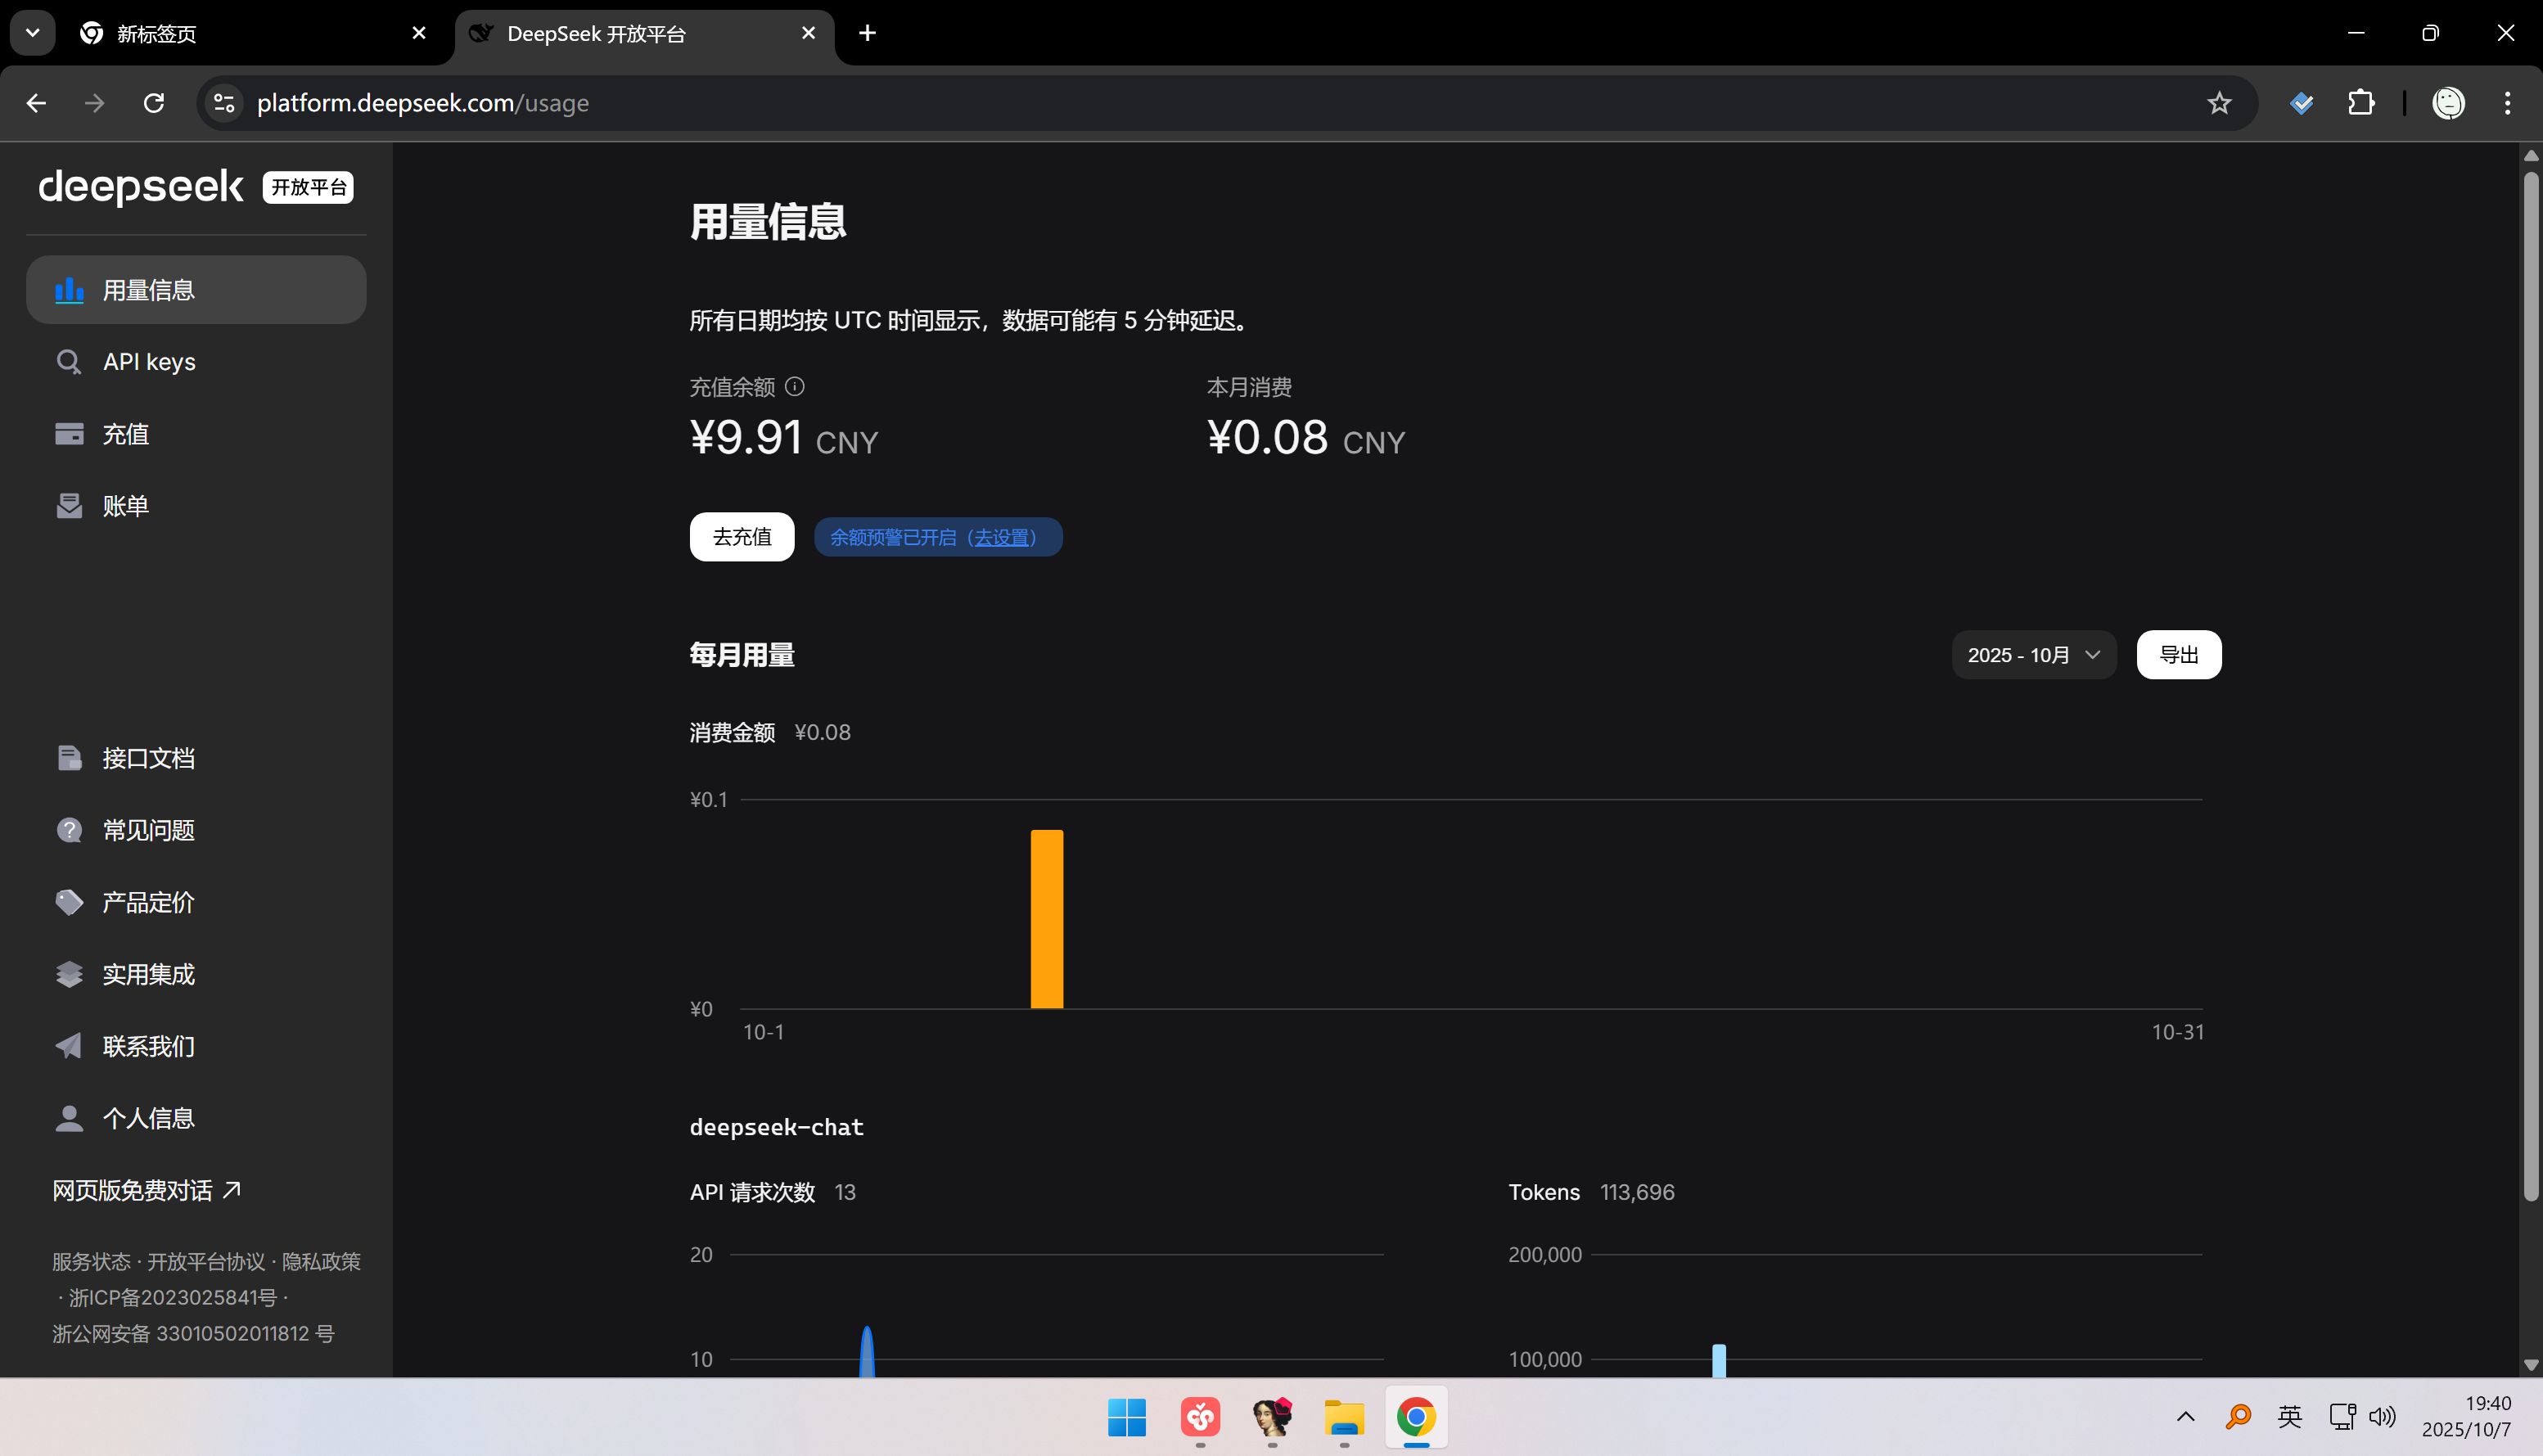 新标签页
DeepSeek 开放平台
platform.deepseek.com/usage
deepseek 开放平台
用量信息
API keys
充值
账单
接口文档
常见问题
产品定价
实用集成
联系我们
个人信息
网页版免费对话
服务状态 · 开放平台协议 · 隐私政策
· 浙ICP备2023025841号 ·
浙公网安备 33010502011812 号
用量信息
所有日期均按 UTC 时间显示，数据可能有 5 分钟延迟。
充值余额 本月消费
¥9.91 CNY ¥0.08 CNY
去充值 余额预警已开启（去设置）
每月用量 2025 - 10月 导出
消费金额 ¥0.08
¥0.1
¥0
10-1 10-31
deepseek-chat
API 请求次数 13 Tokens 113,696
20 200,000
10 100,000
英
19:40
2025/10/7